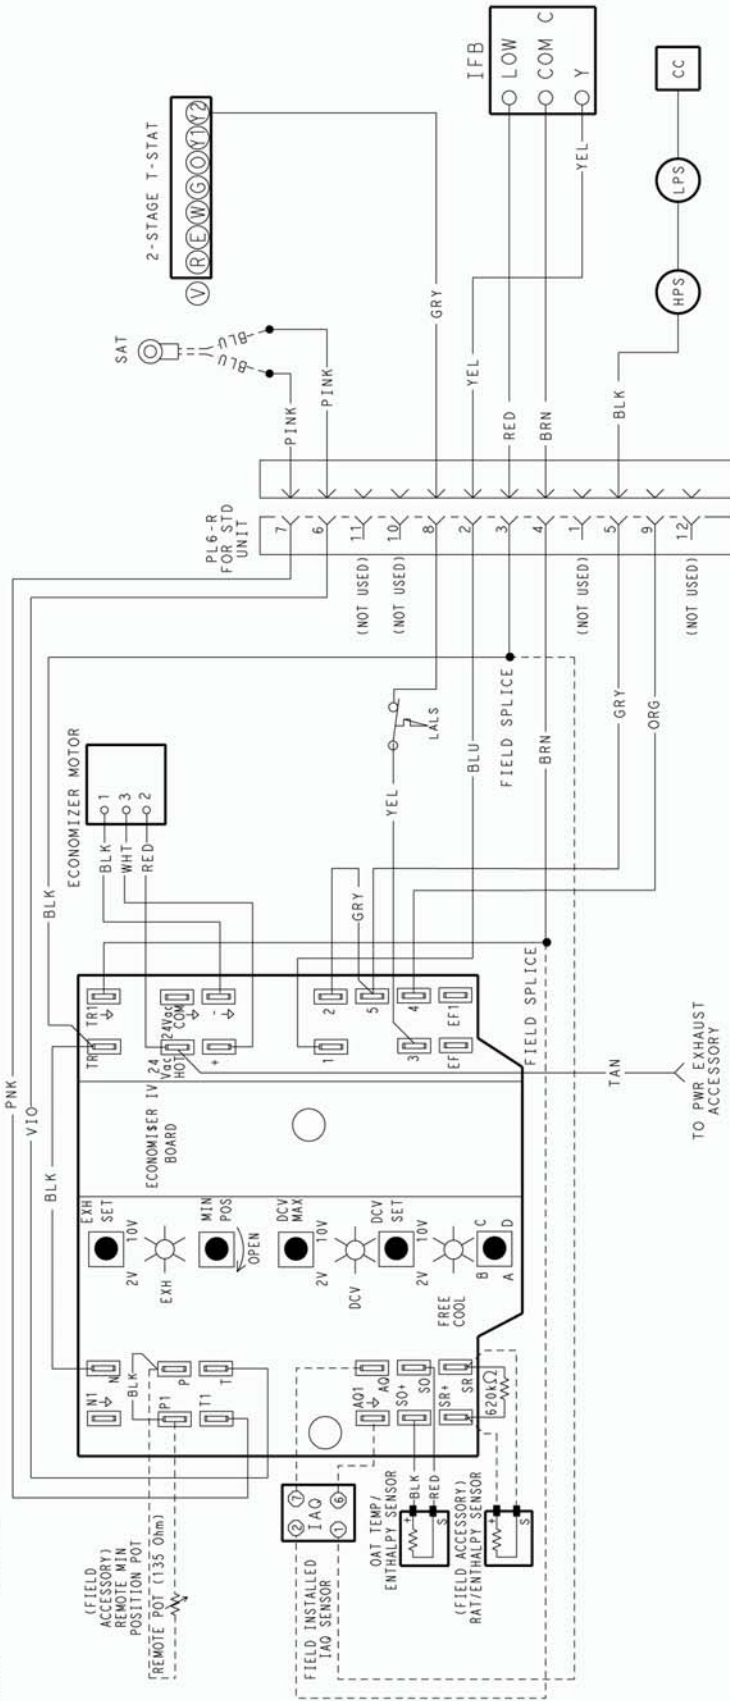 2-STAGE T-STAT
V R E W G O Y1 Y2
SAT
BLU
BLU
PINK
PINK
GRY
IFB
LOW
COM C
Y
YEL
YEL
RED
BRN
BLK
CC
LPS
HPS
PL6-R
FOR STD
UNIT
7
6
11
10
8
2
3
4
1
5
9
12
(NOT USED)
(NOT USED)
(NOT USED)
(NOT USED)
PNK
VIO
BLK
BLK
ECONOMIZER MOTOR
1
3
2
BLK
WHT
RED
LALS
YEL
BLU
FIELD SPLICE
BRN
GRY
ORG
GRY
FIELD SPLICE
TAN
TO PWR EXHAUST
ACCESSORY
TR1
TR
24Vac
COM
24
Vac
HOT
-
+
2
5
4
EF1
1
3
EF
ECONOMI$ER IV
BOARD
EXH
SET
2V
10V
EXH
MIN
POS
OPEN
DCV
MAX
2V
10V
DCV
DCV
SET
2V
10V
FREE
COOL
B
C
A
D
N1
N
BLK
P1
P
T1
T
AQ1
AQ
SO+
SO
SR+
SR
620kΩ
(FIELD
ACCESSORY)
REMOTE MIN
POSITION POT
REMOTE POT (135 Ohm)
FIELD INSTALLED
IAQ SENSOR
2
7
IAQ
1
6
OAT TEMP/
ENTHALPY SENSOR
+
S
BLK
RED
(FIELD ACCESSORY)
RAT/ENTHALPY SENSOR
+
S